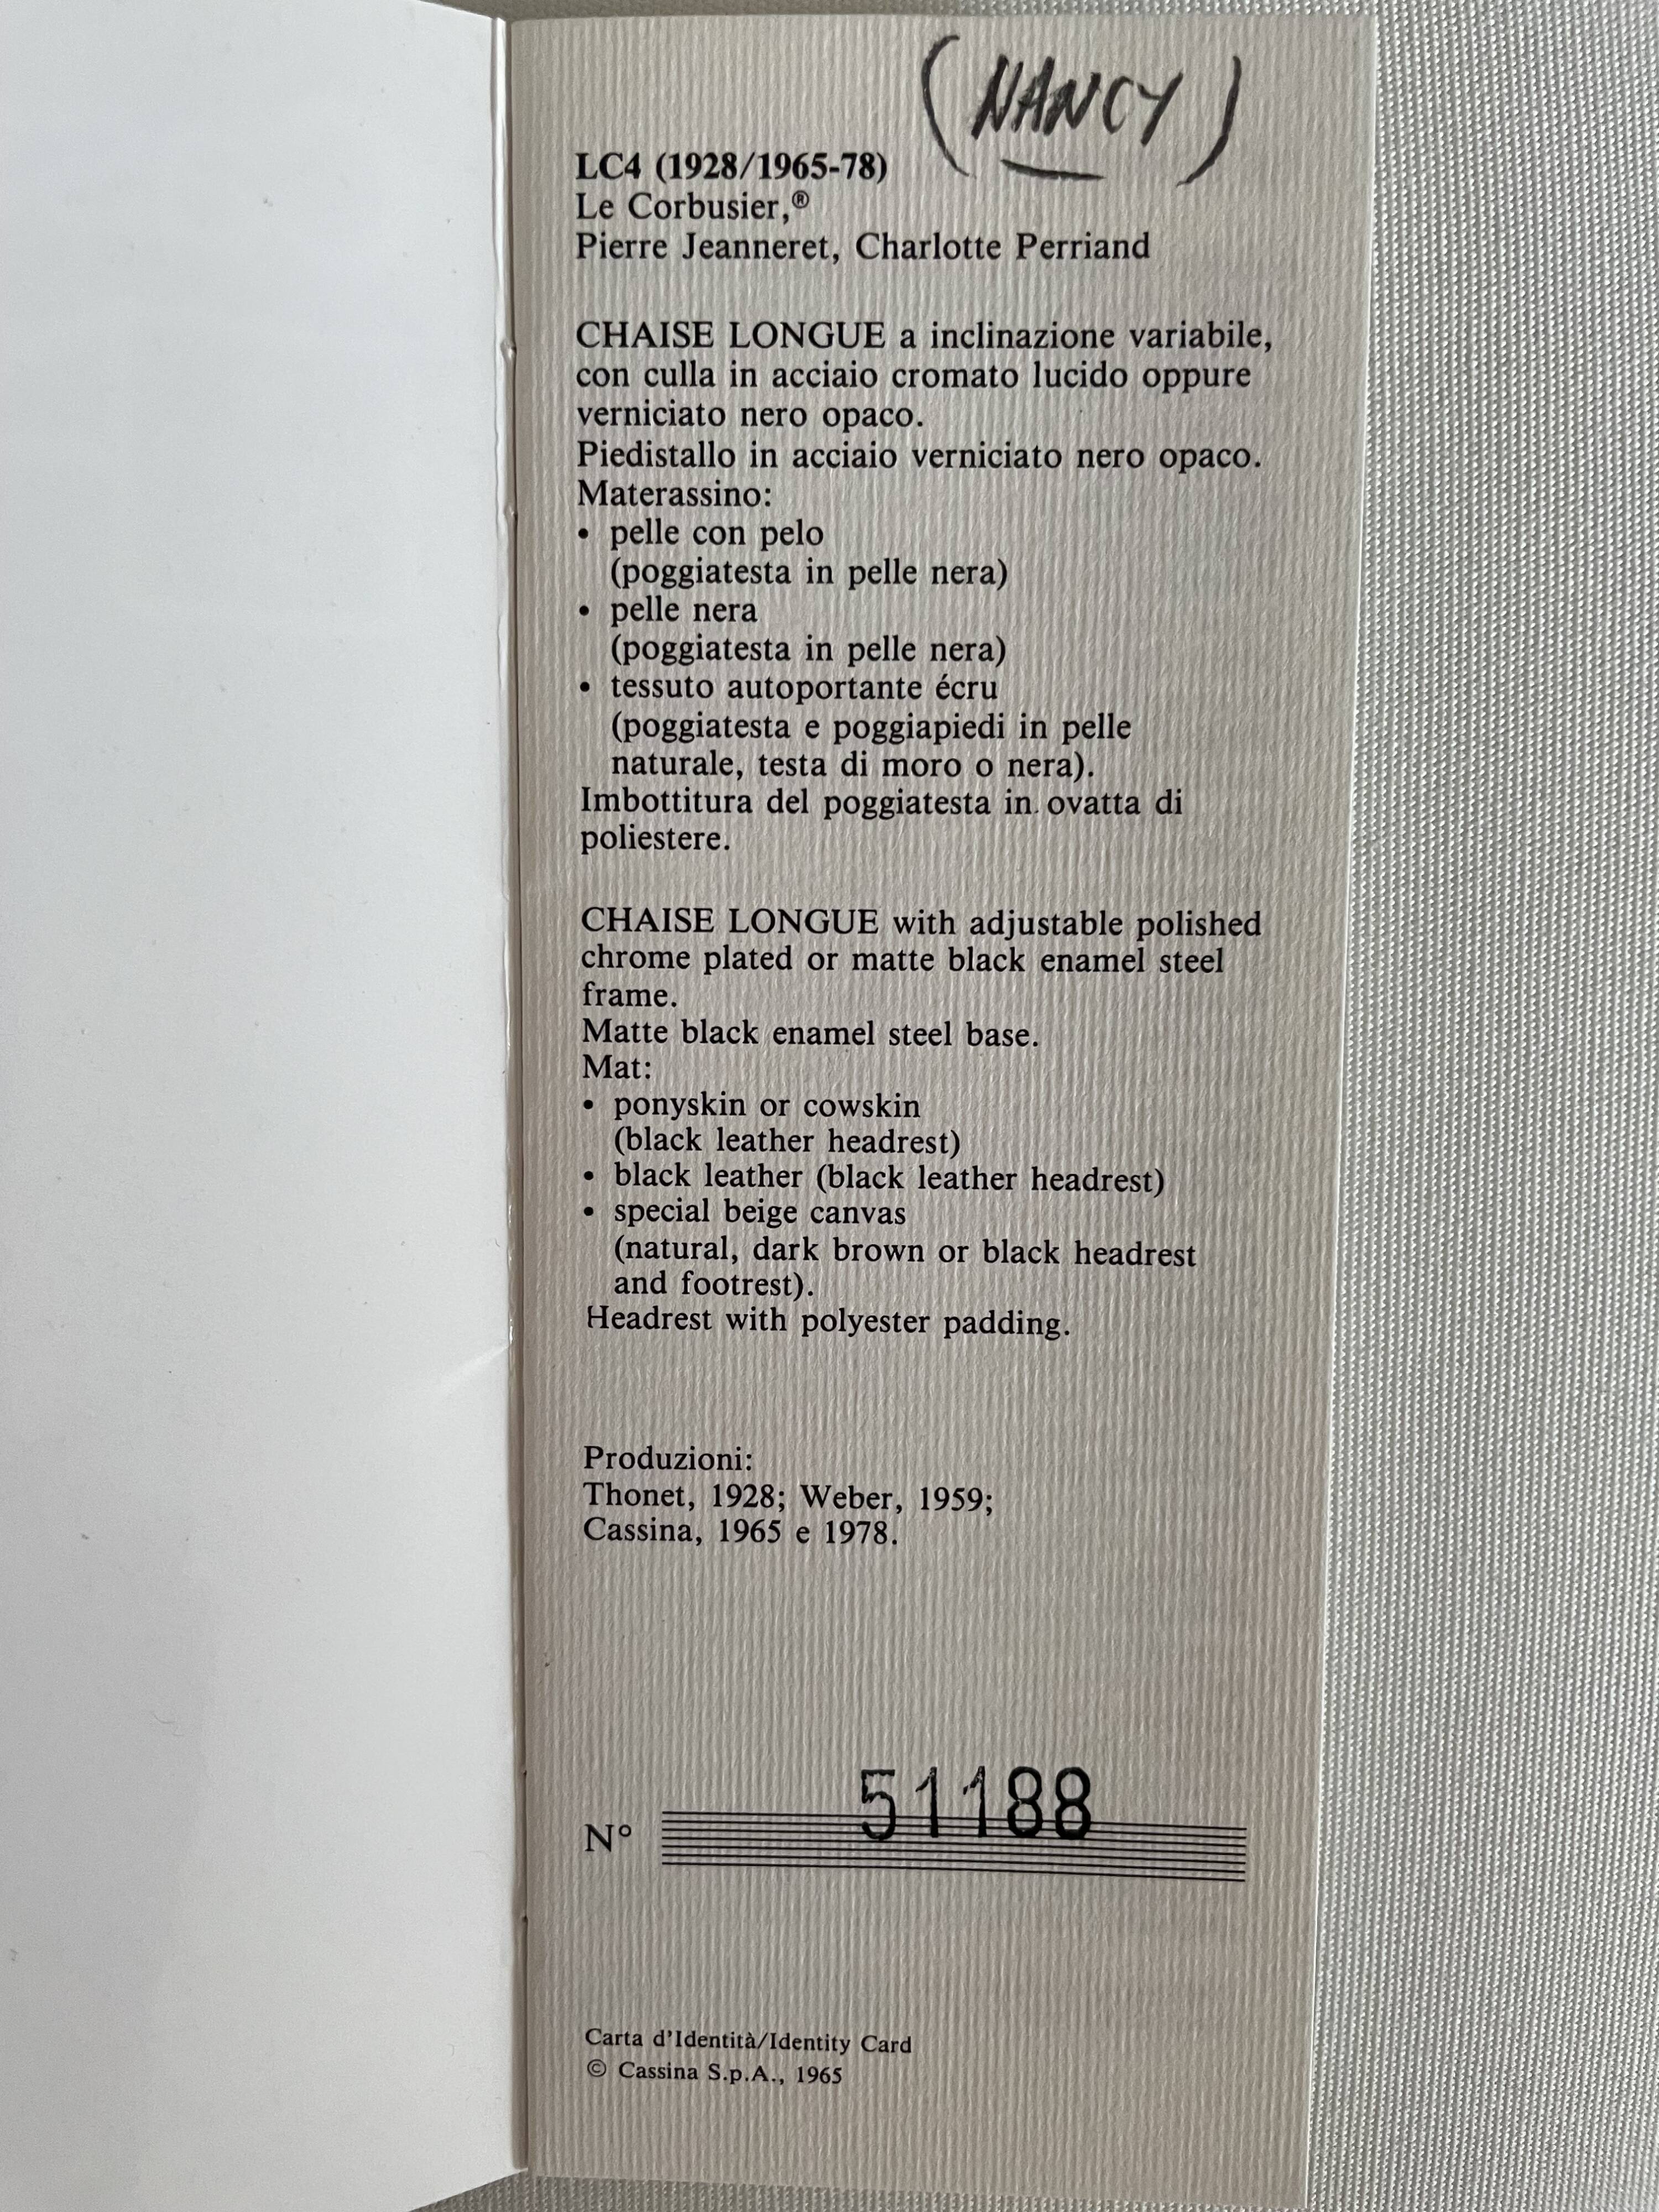 (NANCY)
LC4 (1928/1965-78)
Le Corbusier,®
Pierre Jeanneret, Charlotte Perriand
CHAISE LONGUE a inclinazione variabile,
con culla in acciaio cromato lucido oppure
verniciato nero opaco.
Piedistallo in acciaio verniciato nero opaco.
Materassino:
• pelle con pelo
(poggiatesta in pelle nera)
• pelle nera
(poggiatesta in pelle nera)
• tessuto autoportante écru
(poggiatesta e poggiapiedi in pelle
naturale, testa di moro o nera).
Imbottitura del poggiatesta in ovatta di
poliestere.
CHAISE LONGUE with adjustable polished
chrome plated or matte black enamel steel
frame.
Matte black enamel steel base.
Mat:
• ponyskin or cowskin
(black leather headrest)
• black leather (black leather headrest)
• special beige canvas
(natural, dark brown or black headrest
and footrest).
Headrest with polyester padding.
Produzioni:
Thonet, 1928; Weber, 1959;
Cassina, 1965 e 1978.
N° 51188
Carta d'Identità/Identity Card
© Cassina S.p.A., 1965